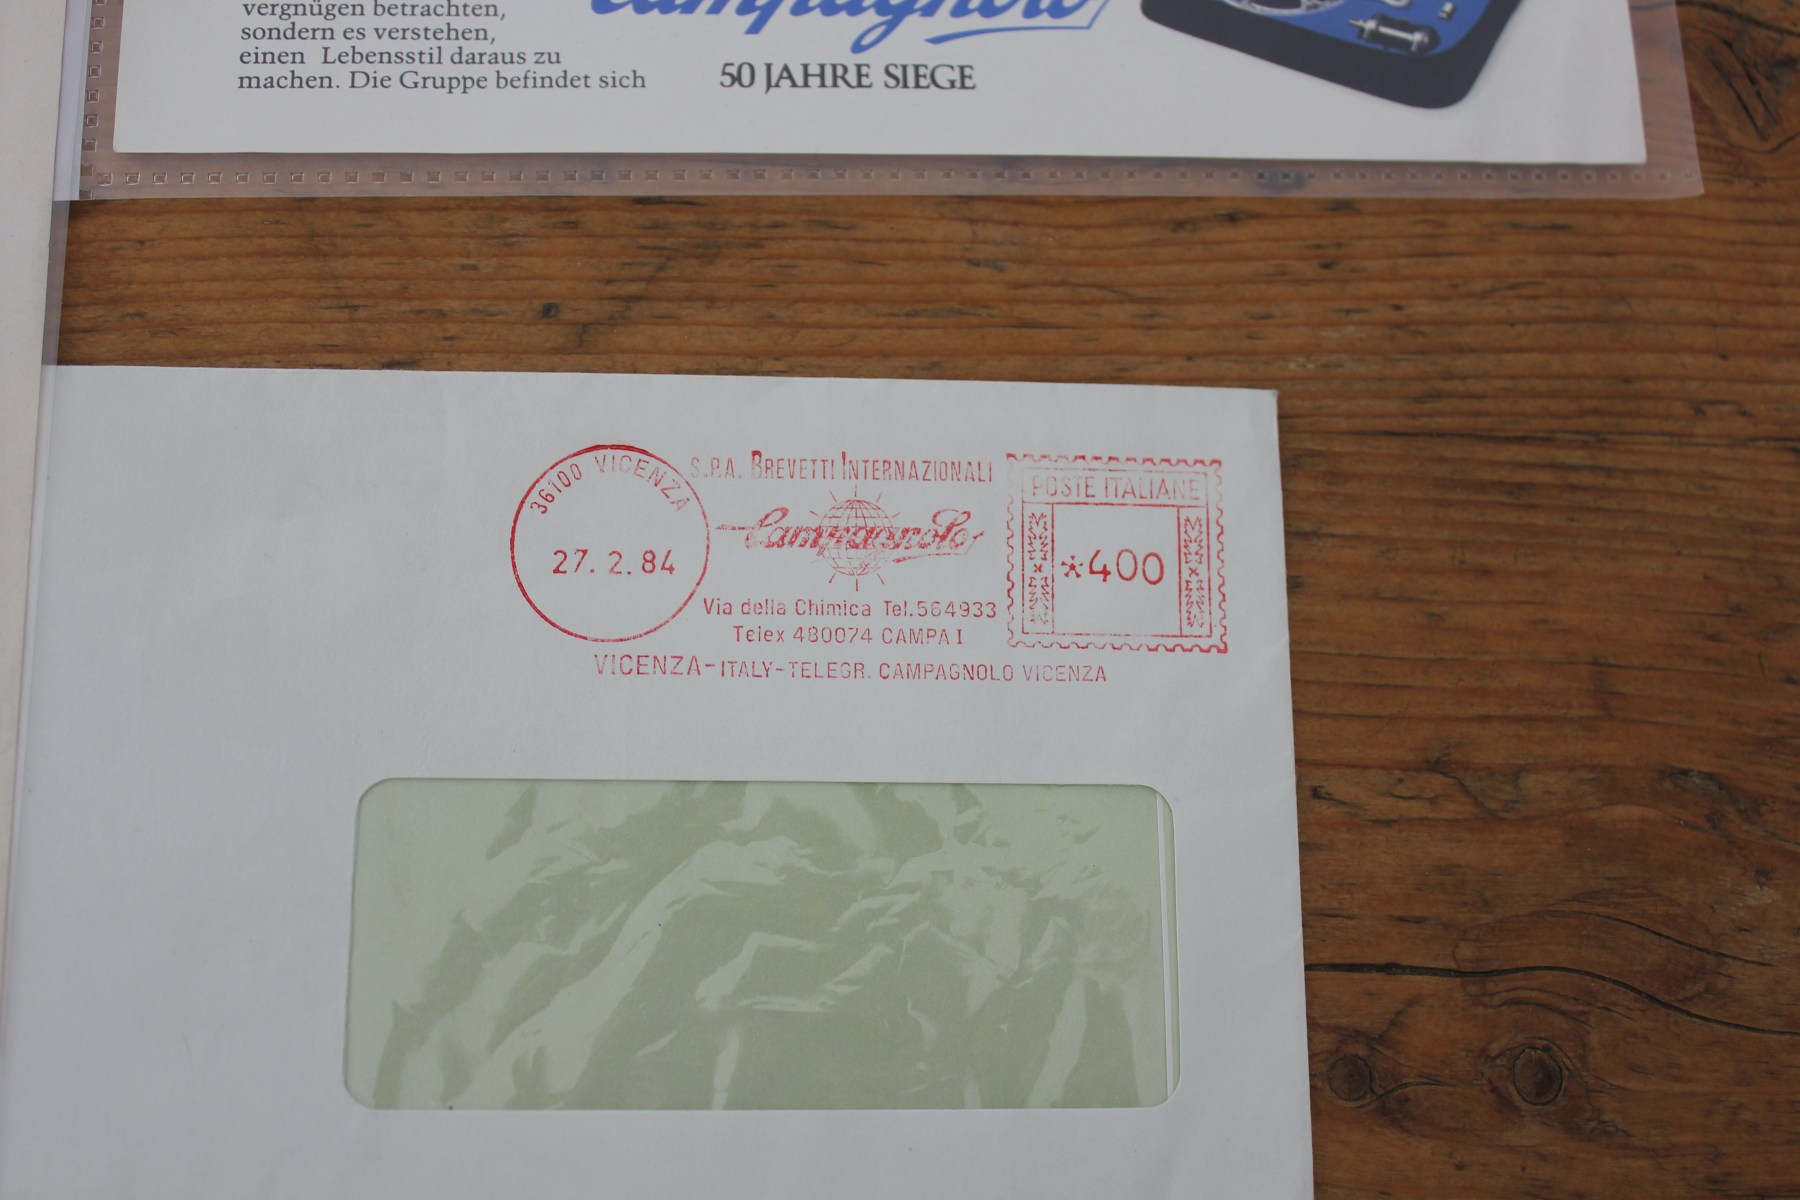 vergnügen betrachten,
sondern es verstehen,
einen Lebensstil daraus zu
machen. Die Gruppe befindet sich
Campagnolo
50 JAHRE SIEGE
36100 VICENZA
27. 2. 84
S.P.A. BREVETTI INTERNAZIONALI
Campagnolo
Via della Chimica Tel. 564933
Telex 480074 CAMPA I
VICENZA-ITALY-TELEGR. CAMPAGNOLO VICENZA
POSTE ITALIANE
*400